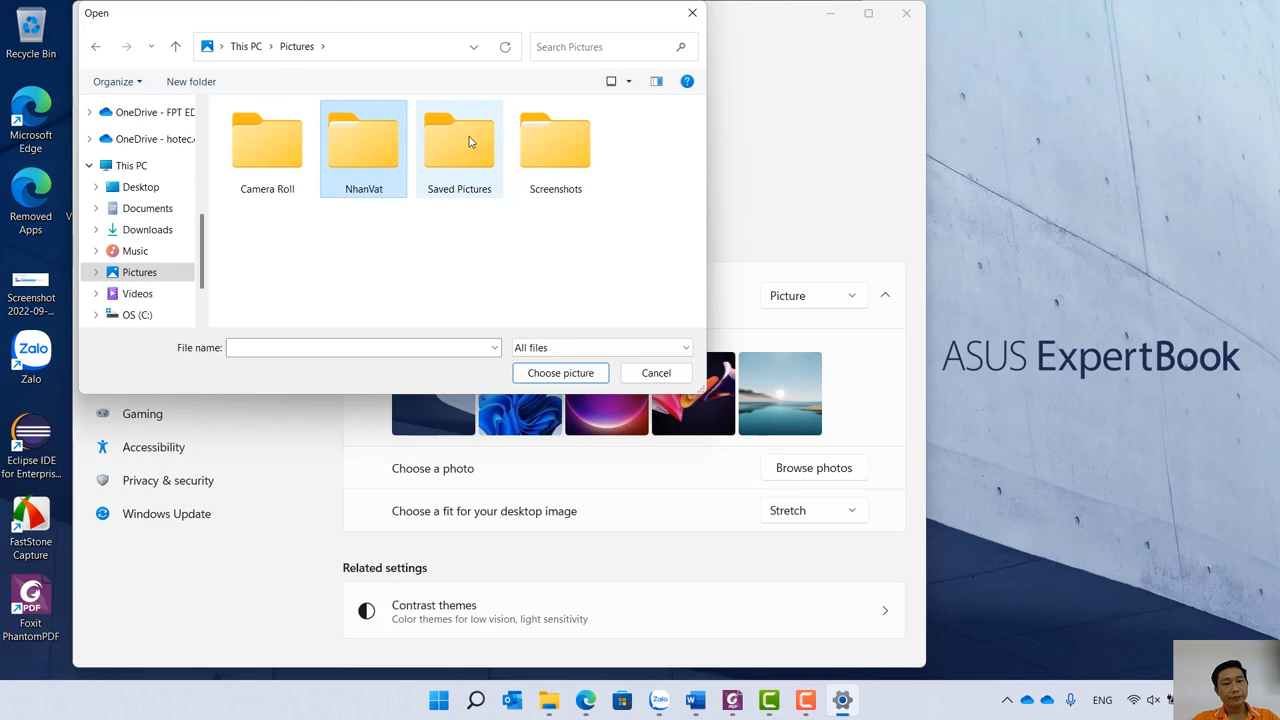 Recycle Bin
Microsoft
Edge
Removed
Apps
V
Screenshot
2022-09-...
Zalo
Eclipse IDE
for Enterpris...
FastStone
Capture
Foxit
PhantomPDF
Open
This PC
Pictures
Search Pictures
Organize
New folder
OneDrive - FPT ED
OneDrive - hotec.e
This PC
Desktop
Documents
Downloads
Music
Pictures
Videos
OS (C:)
Camera Roll
NhanVat
Saved Pictures
Screenshots
File name:
All files
Choose picture
Cancel
Gaming
Accessibility
Privacy & security
Windows Update
Picture
Choose a photo
Browse photos
Choose a fit for your desktop image
Stretch
Related settings
Contrast themes
Color themes for low vision, light sensitivity
ASUS ExpertBook
ENG